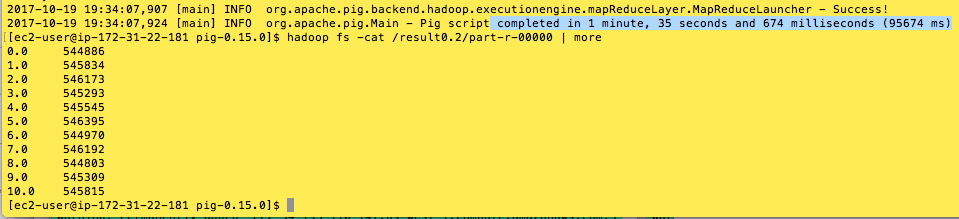 2017-10-19 19:34:07,907 [main] INFO  org.apache.pig.backend.hadoop.executionengine.mapReduceLayer.MapReduceLauncher - Success!
2017-10-19 19:34:07,924 [main] INFO  org.apache.pig.Main - Pig script completed in 1 minute, 35 seconds and 674 milliseconds (95674 ms)
[[ec2-user@ip-172-31-22-181 pig-0.15.0]$ hadoop fs -cat /result0.2/part-r-00000 | more
0.0     544886
1.0     545834
2.0     546173
3.0     545293
4.0     545545
5.0     546395
6.0     544970
7.0     546192
8.0     544803
9.0     545309
10.0    545815
[ec2-user@ip-172-31-22-181 pig-0.15.0]$